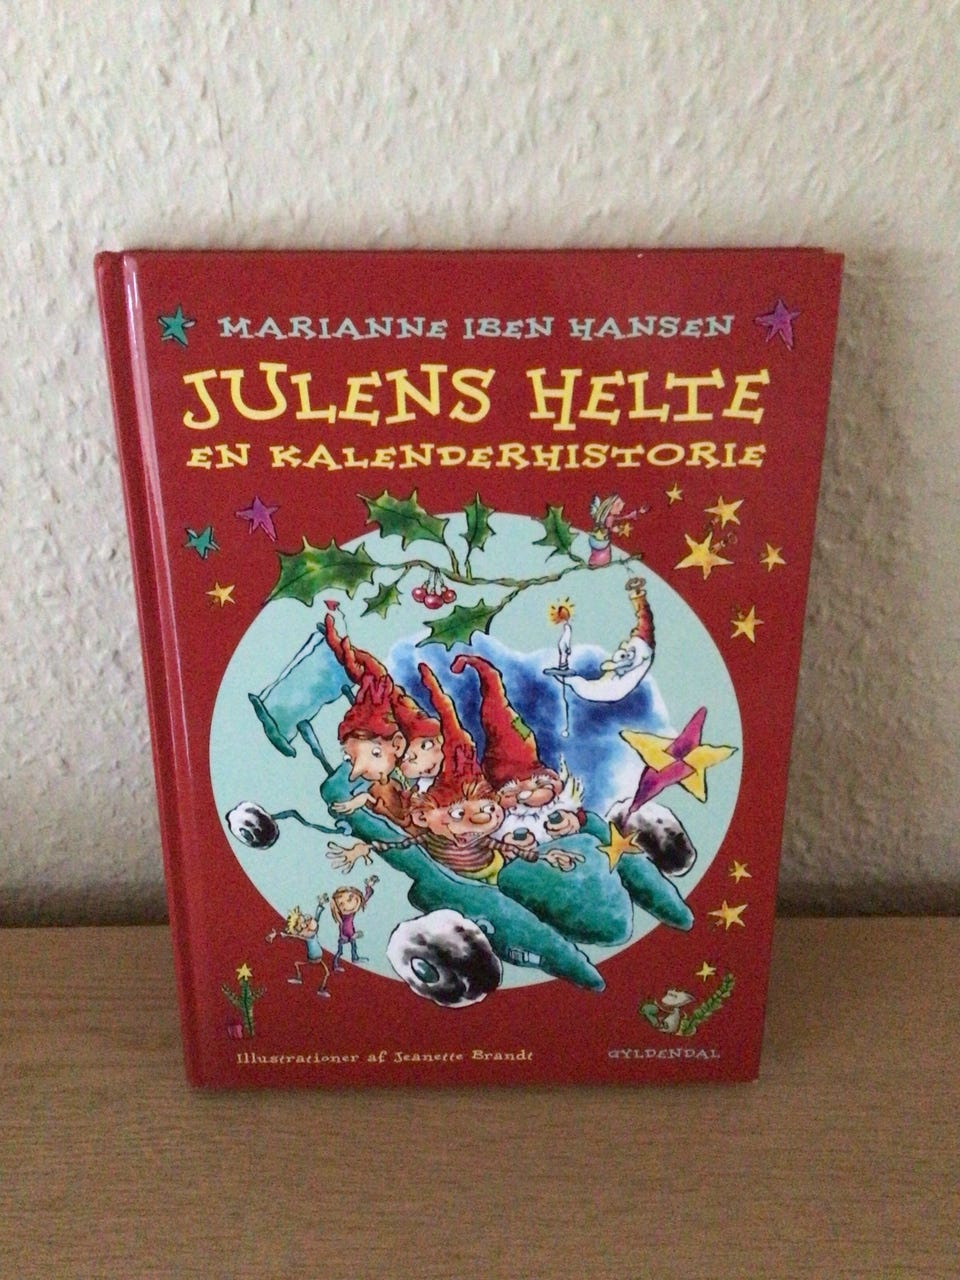 MARIANNE IBEN HANSEN
JULENS HELTE
EN KALENDERHISTORIE
N
H
Illustrationer af Jeanette Brandt
GYLDENDAL